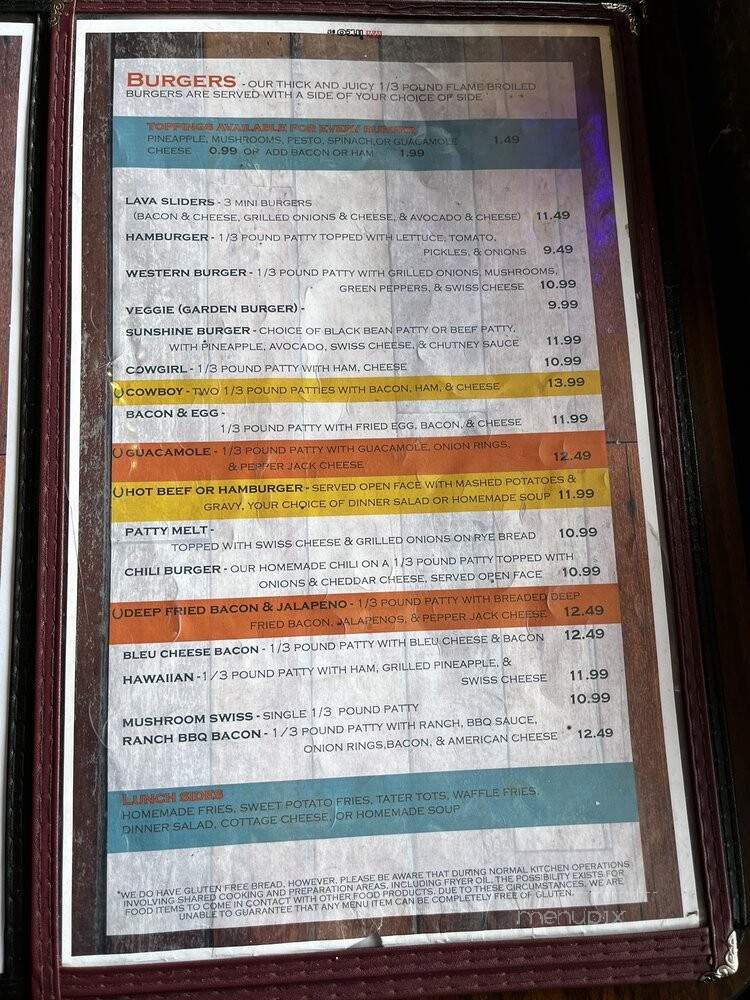 BURGERS - OUR THICK AND JUICY 1/3 POUND FLAME BROILED
BURGERS ARE SERVED WITH A SIDE OF YOUR CHOICE OF SIDE
TOPPINGS AVAILABLE FOR EVERY BURGER
PINEAPPLE, MUSHROOMS, PESTO, SPINACH, OR GUACAMOLE 1.49
CHEESE 0.99 OR ADD BACON OR HAM 1.99
LAVA SLIDERS - 3 MINI BURGERS
(BACON & CHEESE, GRILLED ONIONS & CHEESE, & AVOCADO & CHEESE) 11.49
HAMBURGER - 1/3 POUND PATTY TOPPED WITH LETTUCE, TOMATO,
PICKLES, & ONIONS 9.49
WESTERN BURGER - 1/3 POUND PATTY WITH GRILLED ONIONS, MUSHROOMS,
GREEN PEPPERS, & SWISS CHEESE 10.99
VEGGIE (GARDEN BURGER) - 9.99
SUNSHINE BURGER - CHOICE OF BLACK BEAN PATTY OR BEEF PATTY,
WITH PINEAPPLE, AVOCADO, SWISS CHEESE, & CHUTNEY SAUCE 11.99
COWGIRL - 1/3 POUND PATTY WITH HAM, CHEESE 10.99
COWBOY - TWO 1/3 POUND PATTIES WITH BACON, HAM, & CHEESE 13.99
BACON & EGG -
1/3 POUND PATTY WITH FRIED EGG, BACON, & CHEESE 11.99
GUACAMOLE - 1/3 POUND PATTY WITH GUACAMOLE, ONION RINGS,
& PEPPER JACK CHEESE 12.49
HOT BEEF OR HAMBURGER - SERVED OPEN FACE WITH MASHED POTATOES &
GRAVY, YOUR CHOICE OF DINNER SALAD OR HOMEMADE SOUP 11.99
PATTY MELT -
TOPPED WITH SWISS CHEESE & GRILLED ONIONS ON RYE BREAD 10.99
CHILI BURGER - OUR HOMEMADE CHILI ON A 1/3 POUND PATTY TOPPED WITH
ONIONS & CHEDDAR CHEESE, SERVED OPEN FACE 10.99
DEEP FRIED BACON & JALAPENO - 1/3 POUND PATTY WITH BREADED DEEP
FRIED BACON, JALAPENOS, & PEPPER JACK CHEESE 12.49
BLEU CHEESE BACON - 1/3 POUND PATTY WITH BLEU CHEESE & BACON 12.49
HAWAIIAN - 1/3 POUND PATTY WITH HAM, GRILLED PINEAPPLE, &
SWISS CHEESE 11.99
MUSHROOM SWISS - SINGLE 1/3 POUND PATTY 10.99
RANCH BBQ BACON - 1/3 POUND PATTY WITH RANCH, BBQ SAUCE,
ONION RINGS, BACON, & AMERICAN CHEESE * 12.49
LUNCH SIDES
HOMEMADE FRIES, SWEET POTATO FRIES, TATER TOTS, WAFFLE FRIES,
DINNER SALAD, COTTAGE CHEESE, OR HOMEMADE SOUP
*WE DO HAVE GLUTEN FREE BREAD, HOWEVER, PLEASE BE AWARE THAT DURING NORMAL KITCHEN OPERATIONS
INVOLVING SHARED COOKING AND PREPARATION AREAS, INCLUDING FRYER OIL, THE POSSIBILITY EXISTS FOR
FOOD ITEMS TO COME IN CONTACT WITH OTHER FOOD PRODUCTS. DUE TO THESE CIRCUMSTANCES, WE ARE
UNABLE TO GUARANTEE THAT ANY MENU ITEM CAN BE COMPLETELY FREE OF GLUTEN.
menupix